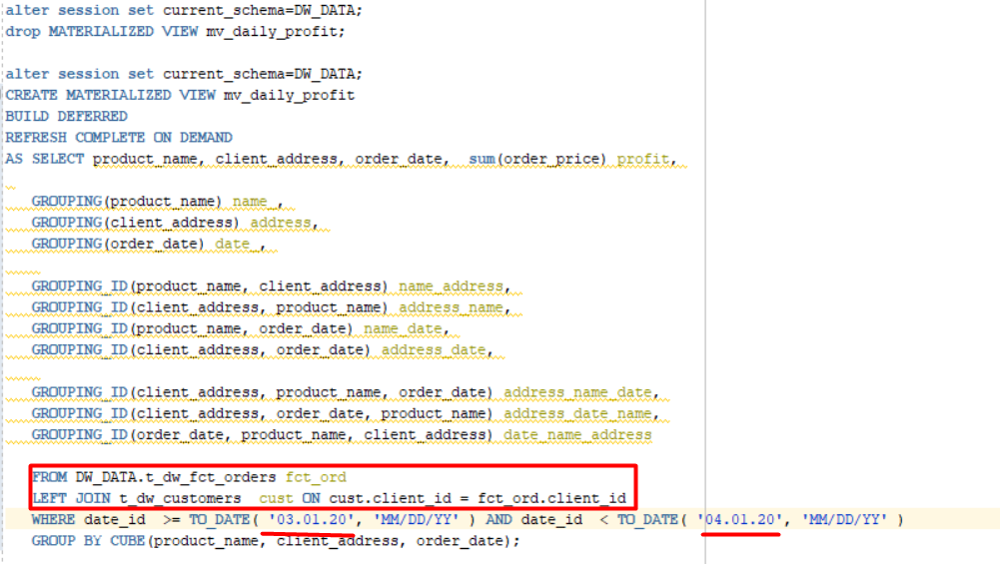 alter session set current_schema=DW_DATA;
drop MATERIALIZED VIEW mv_daily_profit;
alter session set current_schema=DW_DATA;
CREATE MATERIALIZED VIEW mv_daily_profit
BUILD DEFERRED
REFRESH COMPLETE ON DEMAND
AS SELECT product_name, client_address, order_date,  sum(order_price) profit,
GROUPING(product_name) name_,
GROUPING(client_address) address,
GROUPING(order_date) date_,
GROUPING_ID(product_name, client_address) name_address,
GROUPING_ID(client_address, product_name) address_name,
GROUPING_ID(product_name, order_date) name_date,
GROUPING_ID(client_address, order_date) address_date,
GROUPING_ID(client_address, product_name, order_date) address_name_date,
GROUPING_ID(client_address, order_date, product_name) address_date_name,
GROUPING_ID(order_date, product_name, client_address) date_name_address
FROM DW_DATA.t_dw_fct_orders fct_ord
LEFT JOIN t_dw_customers  cust ON cust.client_id = fct_ord.client_id
WHERE date_id  >= TO_DATE( '03.01.20', 'MM/DD/YY' ) AND date_id  < TO_DATE( '04.01.20', 'MM/DD/YY' )
GROUP BY CUBE(product_name, client_address, order_date);